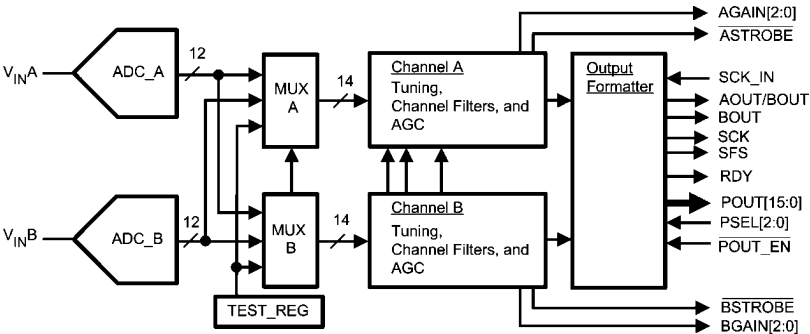 AGAIN[2:0]
ASTROBE
V_IN A
ADC_A
12
MUX
A
14
Channel A
Tuning,
Channel Filters, and
AGC
Output
Formatter
SCK_IN
AOUT/BOUT
BOUT
SCK
SFS
RDY
POUT[15:0]
PSEL[2:0]
POUT_EN
V_IN B
ADC_B
12
MUX
B
14
Channel B
Tuning,
Channel Filters, and
AGC
TEST_REG
BSTROBE
BGAIN[2:0]